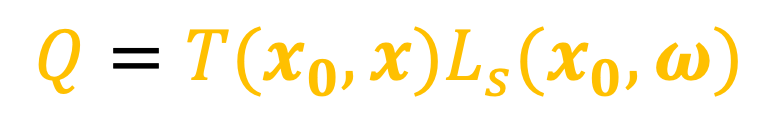 𝑄 = 𝑇(𝒙𝟎, 𝒙)𝐿ₛ(𝒙𝟎, 𝝎)